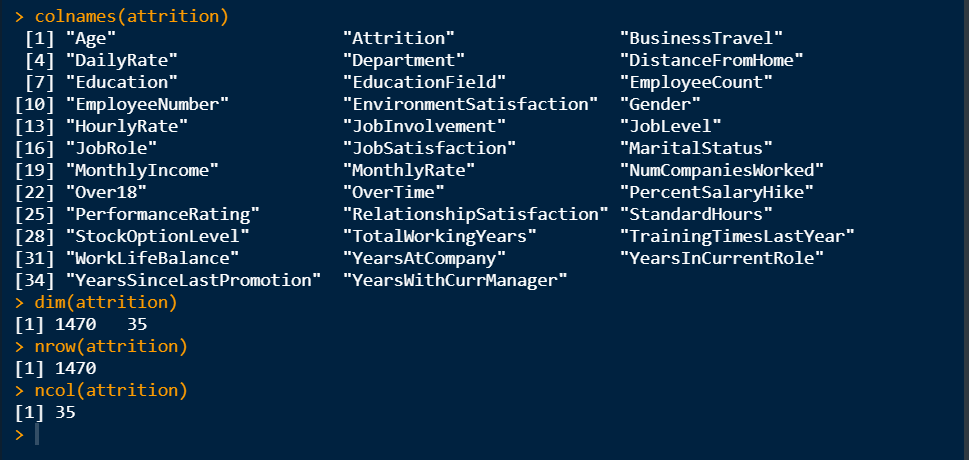 > colnames(attrition)
 [1] "Age"                      "Attrition"                "BusinessTravel"
 [4] "DailyRate"                "Department"               "DistanceFromHome"
 [7] "Education"                "EducationField"           "EmployeeCount"
[10] "EmployeeNumber"           "EnvironmentSatisfaction"  "Gender"
[13] "HourlyRate"               "JobInvolvement"           "JobLevel"
[16] "JobRole"                  "JobSatisfaction"          "MaritalStatus"
[19] "MonthlyIncome"            "MonthlyRate"              "NumCompaniesWorked"
[22] "Over18"                   "OverTime"                 "PercentSalaryHike"
[25] "PerformanceRating"        "RelationshipSatisfaction" "StandardHours"
[28] "StockOptionLevel"         "TotalWorkingYears"        "TrainingTimesLastYear"
[31] "WorkLifeBalance"          "YearsAtCompany"           "YearsInCurrentRole"
[34] "YearsSinceLastPromotion"  "YearsWithCurrManager"
> dim(attrition)
[1] 1470   35
> nrow(attrition)
[1] 1470
> ncol(attrition)
[1] 35
>